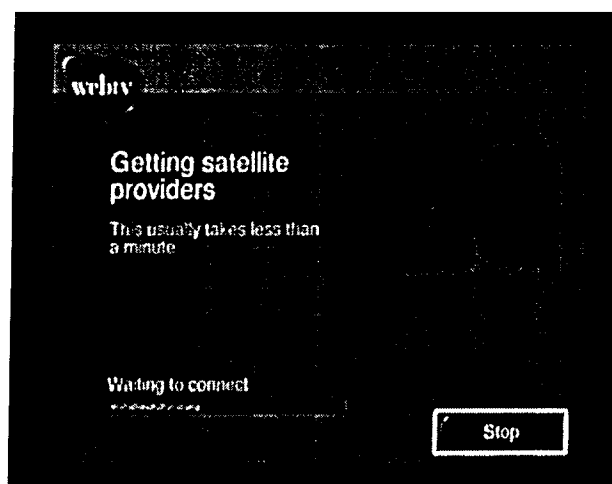 webtv
Getting satellite
providers
This usually takes less than
a minute
Waiting to connect
Stop